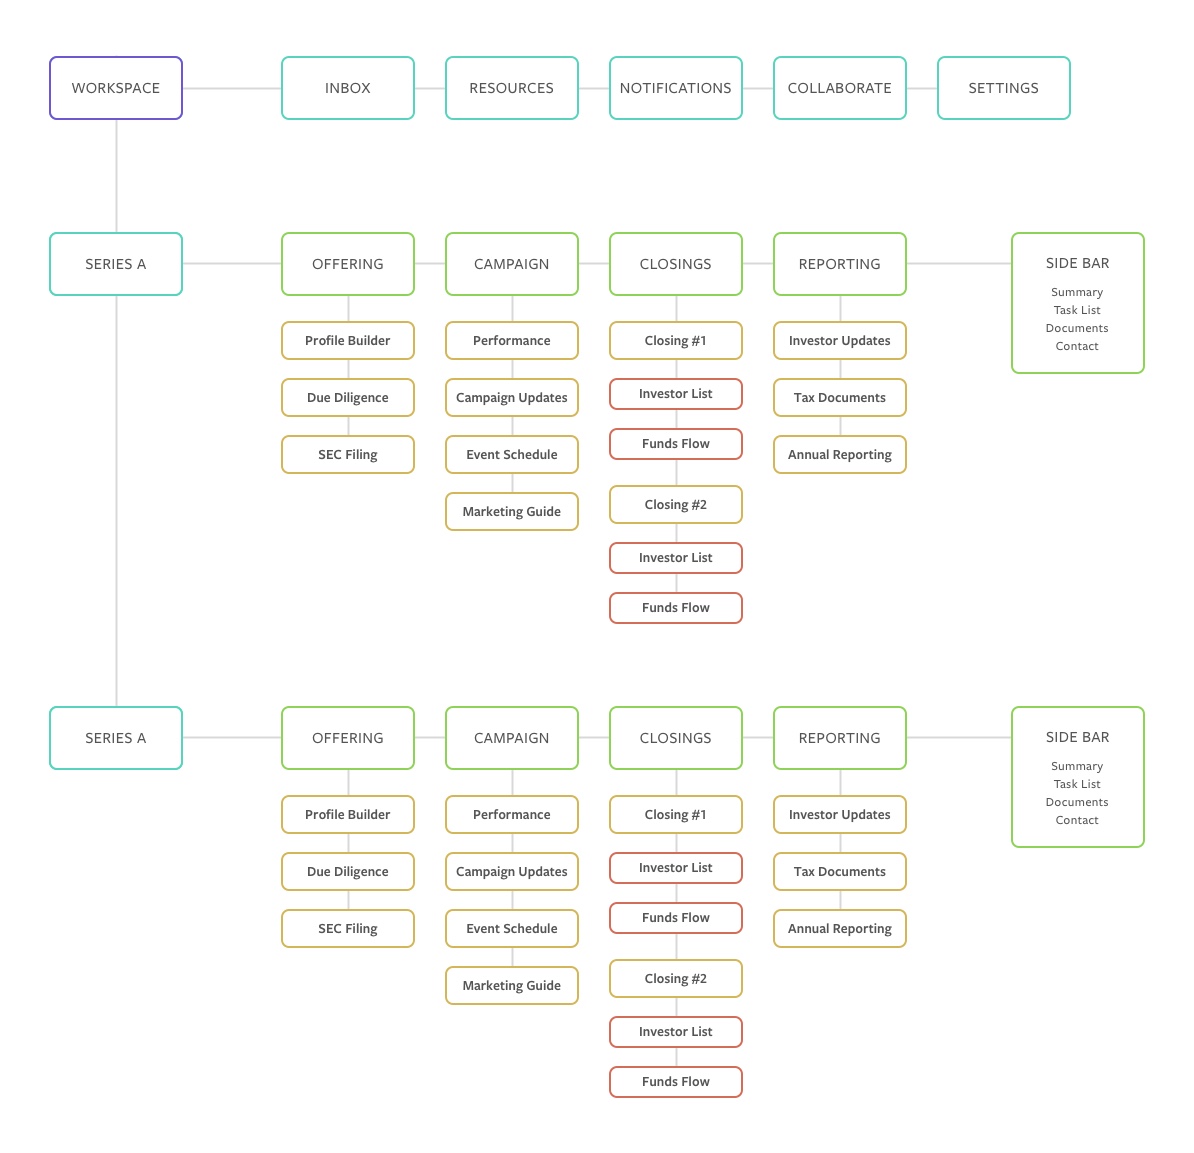 WORKSPACE
INBOX
RESOURCES
NOTIFICATIONS
COLLABORATE
SETTINGS
SERIES A
OFFERING
CAMPAIGN
CLOSINGS
REPORTING
SIDE BAR
Summary
Task List
Documents
Contact
Profile Builder
Due Diligence
SEC Filing
Performance
Campaign Updates
Event Schedule
Marketing Guide
Closing #1
Investor List
Funds Flow
Closing #2
Investor List
Funds Flow
Investor Updates
Tax Documents
Annual Reporting
SERIES A
OFFERING
CAMPAIGN
CLOSINGS
REPORTING
SIDE BAR
Summary
Task List
Documents
Contact
Profile Builder
Due Diligence
SEC Filing
Performance
Campaign Updates
Event Schedule
Marketing Guide
Closing #1
Investor List
Funds Flow
Closing #2
Investor List
Funds Flow
Investor Updates
Tax Documents
Annual Reporting